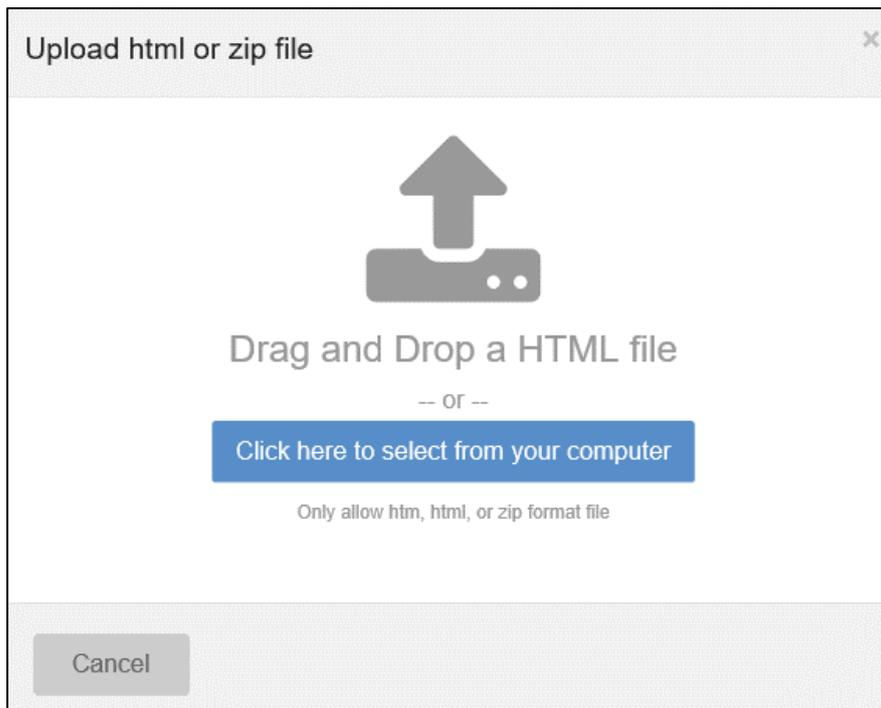 Upload html or zip file
×
Drag and Drop a HTML file
-- or --
Click here to select from your computer
Only allow htm, html, or zip format file
Cancel